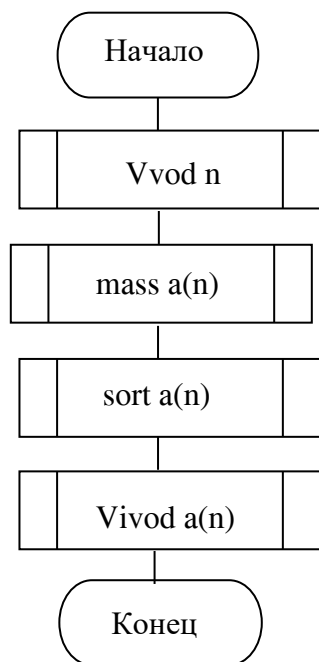 Начало
Vvod n
mass a(n)
sort a(n)
Vivod a(n)
Конец